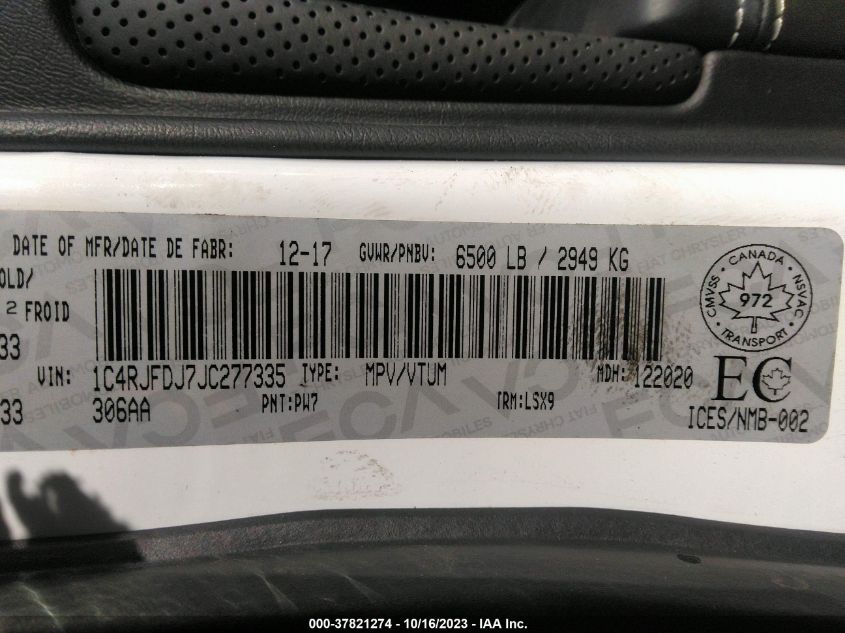 DATE OF MFR/DATE DE FABR: 12-17 GVWR/PNBV: 6500 LB / 2949 KG
OLD/
2 FROID
33
VIN: 1C4RJFDJ7JC277335 TYPE: MPV/VTUM MDH: 122020
33 306AA PNT:PW7 TRM:LSX9
CANADA
CMVSS NSVAC
972
TRANSPORT
EC
ICES/NMB-002
000-37821274 - 10/16/2023 - IAA Inc.